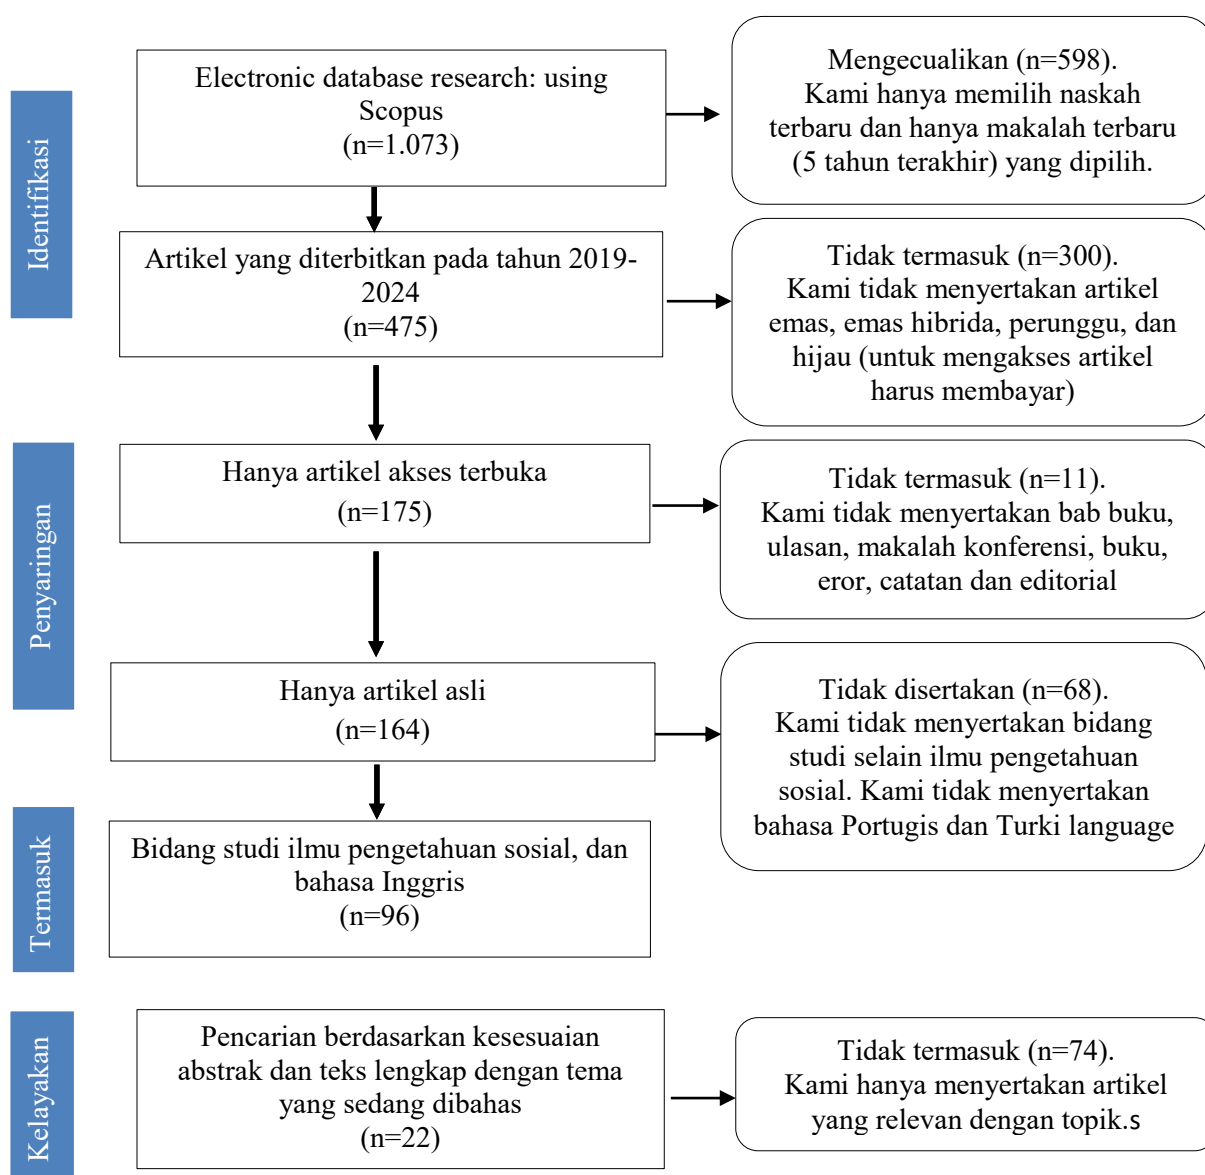 Identifikasi
Electronic database research: using
Scopus
(n=1.073)
Mengecualikan (n=598).
Kami hanya memilih naskah
terbaru dan hanya makalah terbaru
(5 tahun terakhir) yang dipilih.
Artikel yang diterbitkan pada tahun 2019-
2024
(n=475)
Tidak termasuk (n=300).
Kami tidak menyertakan artikel
emas, emas hibrida, perunggu, dan
hijau (untuk mengakses artikel
harus membayar)
Penyaringan
Hanya artikel akses terbuka
(n=175)
Tidak termasuk (n=11).
Kami tidak menyertakan bab buku,
ulasan, makalah konferensi, buku,
eror, catatan dan editorial
Hanya artikel asli
(n=164)
Tidak disertakan (n=68).
Kami tidak menyertakan bidang
studi selain ilmu pengetahuan
sosial. Kami tidak menyertakan
bahasa Portugis dan Turki language
Termasuk
Bidang studi ilmu pengetahuan sosial, dan
bahasa Inggris
(n=96)
Kelayakan
Pencarian berdasarkan kesesuaian
abstrak dan teks lengkap dengan tema
yang sedang dibahas
(n=22)
Tidak termasuk (n=74).
Kami hanya menyertakan artikel
yang relevan dengan topik.s